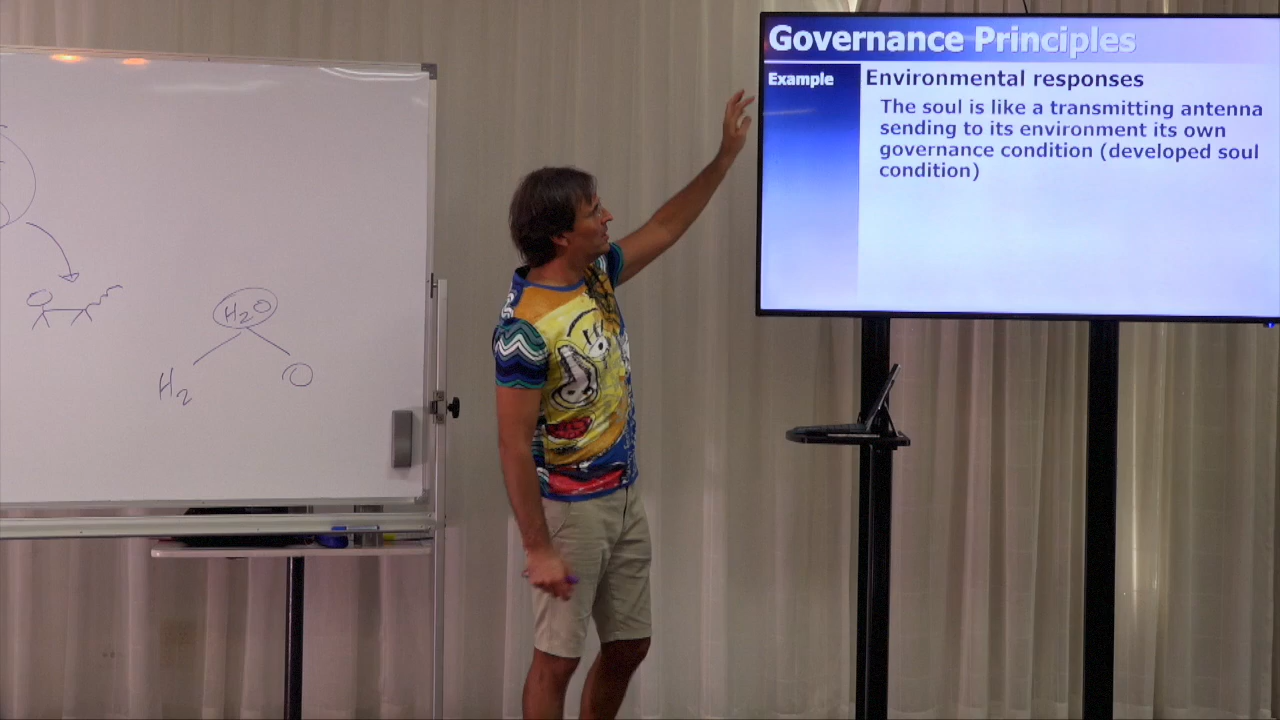 H₂O
H₂
O
Governance Principles
Example
Environmental responses
The soul is like a transmitting antenna
sending to its environment its own
governance condition (developed soul
condition)